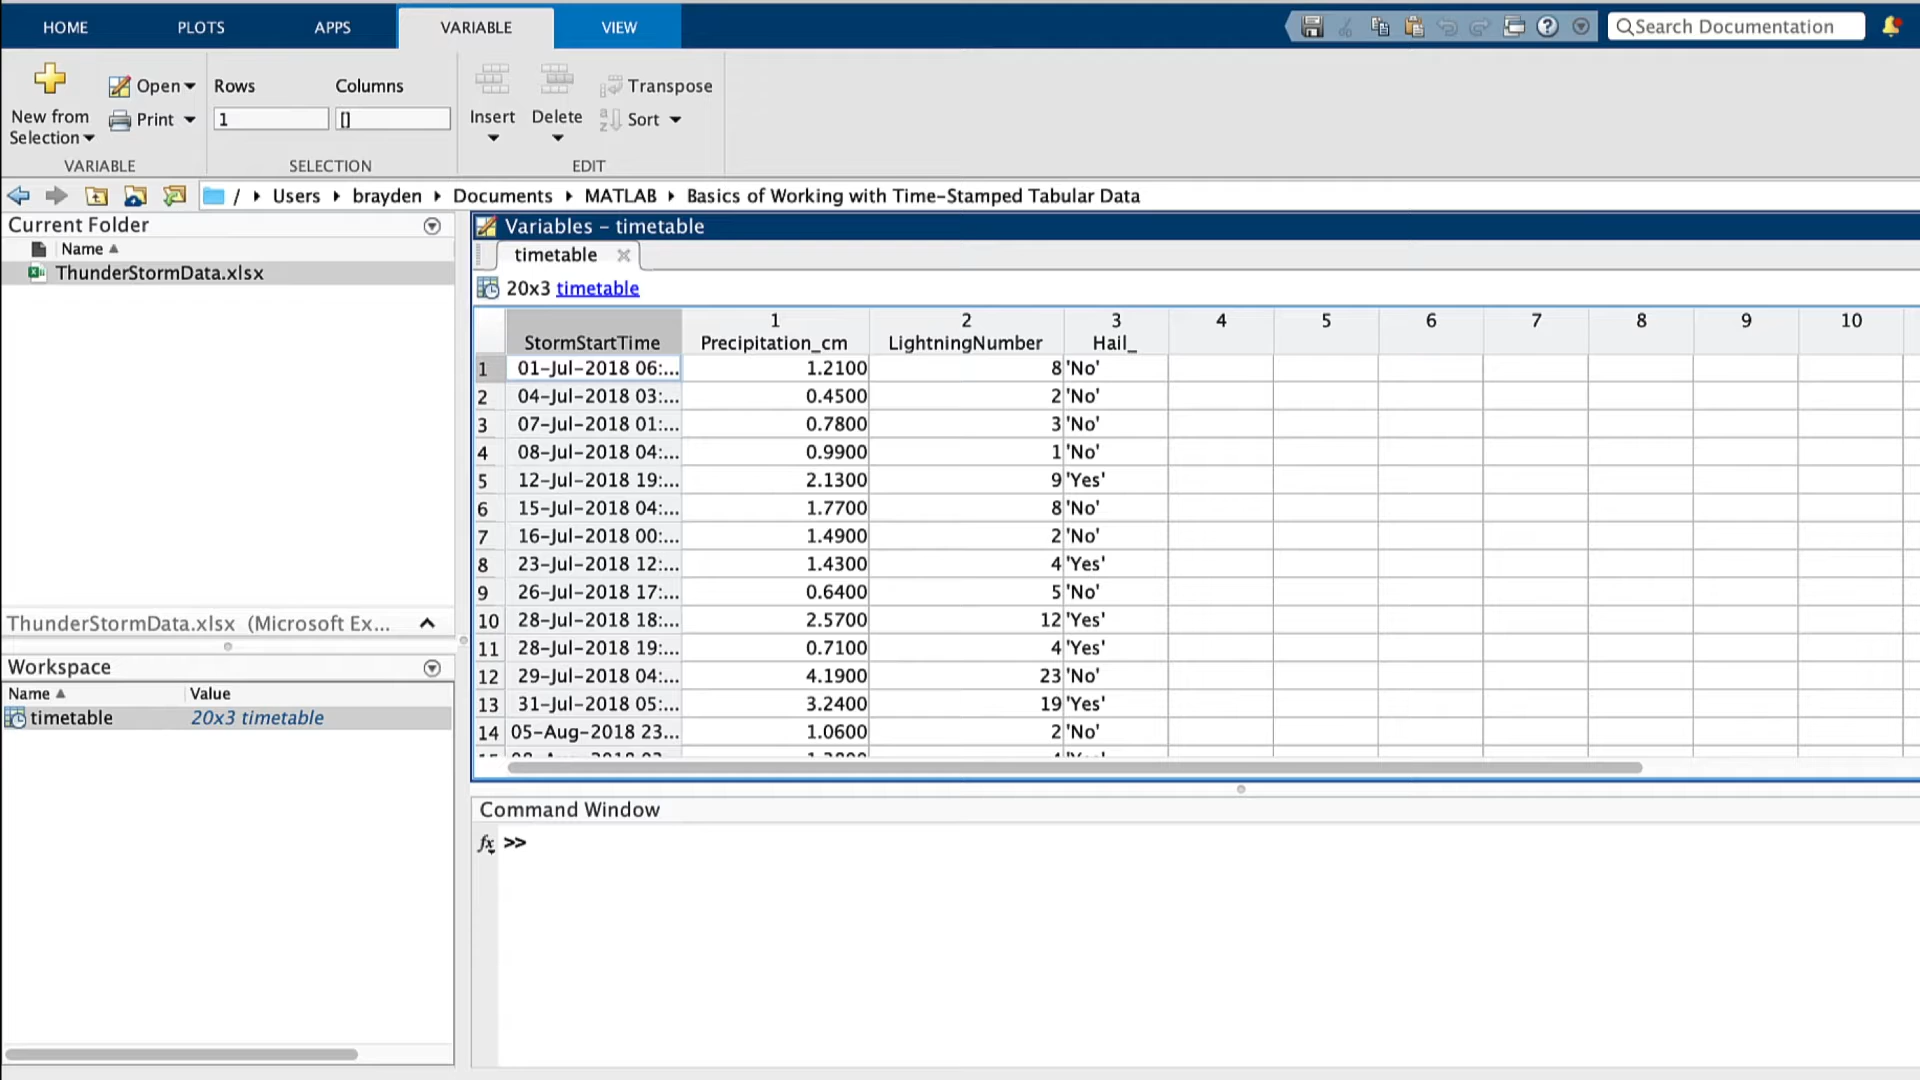 HOME PLOTS APPS VARIABLE VIEW Search Documentation
New from Selection Open Print Rows 1 Columns [] Insert Delete Transpose Sort
VARIABLE SELECTION EDIT
/ Users brayden Documents MATLAB Basics of Working with Time-Stamped Tabular Data
Current Folder
Name
ThunderStormData.xlsx
ThunderStormData.xlsx (Microsoft Ex...
Workspace
Name Value
timetable 20x3 timetable
Variables - timetable
timetable
20x3 timetable
1 2 3 4 5 6 7 8 9 10
StormStartTime Precipitation_cm LightningNumber Hail_
1 01-Jul-2018 06:... 1.2100 8 'No'
2 04-Jul-2018 03:... 0.4500 2 'No'
3 07-Jul-2018 01:... 0.7800 3 'No'
4 08-Jul-2018 04:... 0.9900 1 'No'
5 12-Jul-2018 19:... 2.1300 9 'Yes'
6 15-Jul-2018 04:... 1.7700 8 'No'
7 16-Jul-2018 00:... 1.4900 2 'No'
8 23-Jul-2018 12:... 1.4300 4 'Yes'
9 26-Jul-2018 17:... 0.6400 5 'No'
10 28-Jul-2018 18:... 2.5700 12 'Yes'
11 28-Jul-2018 19:... 0.7100 4 'Yes'
12 29-Jul-2018 04:... 4.1900 23 'No'
13 31-Jul-2018 05:... 3.2400 19 'Yes'
14 05-Aug-2018 23... 1.0600 2 'No'
Command Window
fx >>